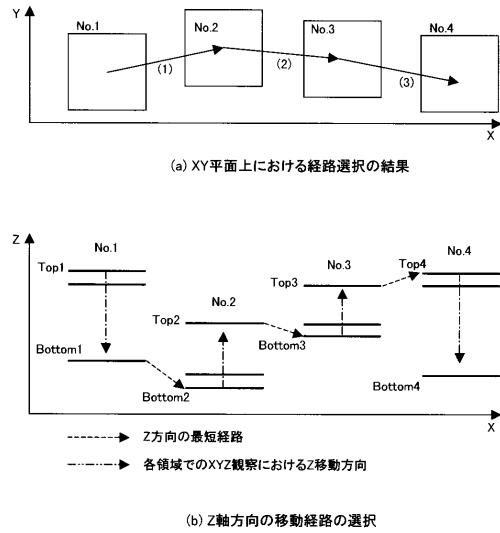 Y
No.1
No.2
No.3
No.4
(1)
(2)
(3)
X
(a) XY平面上における経路選択の結果
Z
No.1
No.2
No.3
No.4
Top1
Top2
Top3
Top4
Bottom1
Bottom2
Bottom3
Bottom4
X
Z方向の最短経路
各領域でのXYZ観察におけるZ移動方向
(b) Z軸方向の移動経路の選択